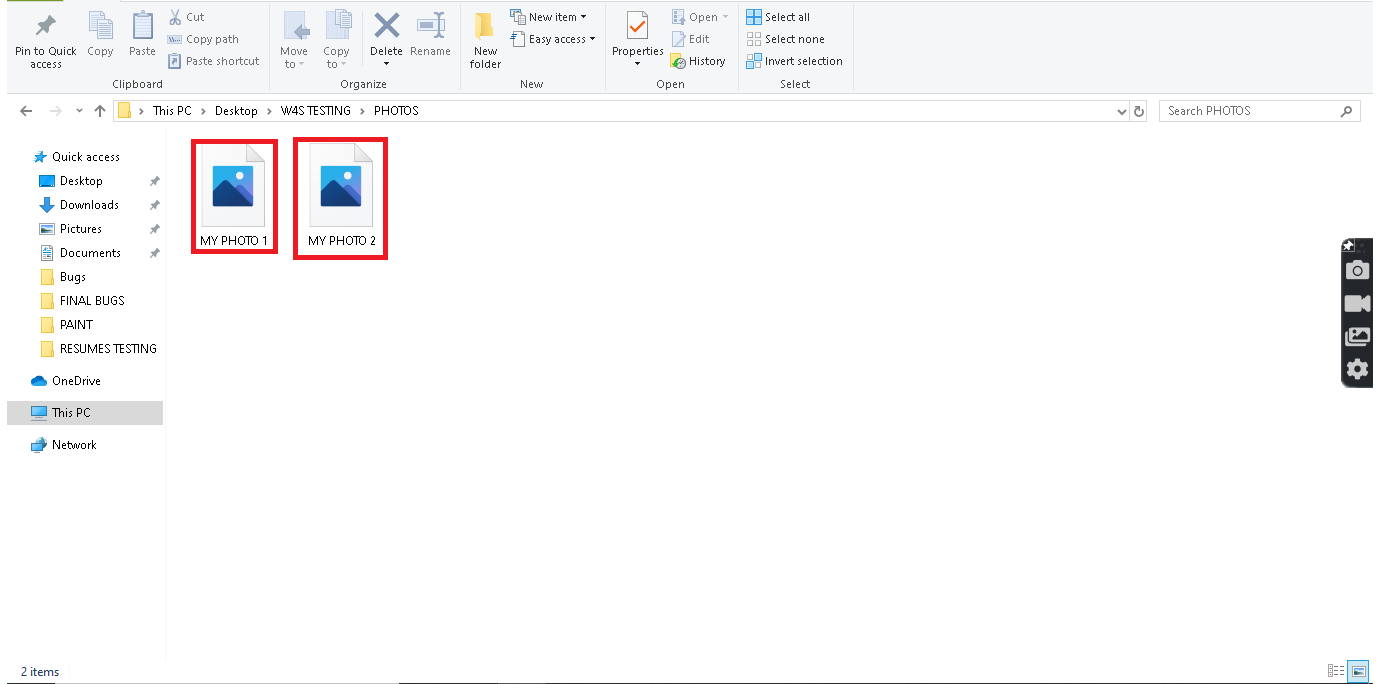 Pin to Quick access
Copy
Paste
Cut
Copy path
Paste shortcut
Clipboard
Move to
Copy to
Delete
Rename
Organize
New folder
New item
Easy access
New
Properties
Open
Edit
History
Open
Select all
Select none
Invert selection
Select
This PC > Desktop > W4S TESTING > PHOTOS
Search PHOTOS
Quick access
Desktop
Downloads
Pictures
Documents
Bugs
FINAL BUGS
PAINT
RESUMES TESTING
OneDrive
This PC
Network
MY PHOTO 1
MY PHOTO 2
2 items